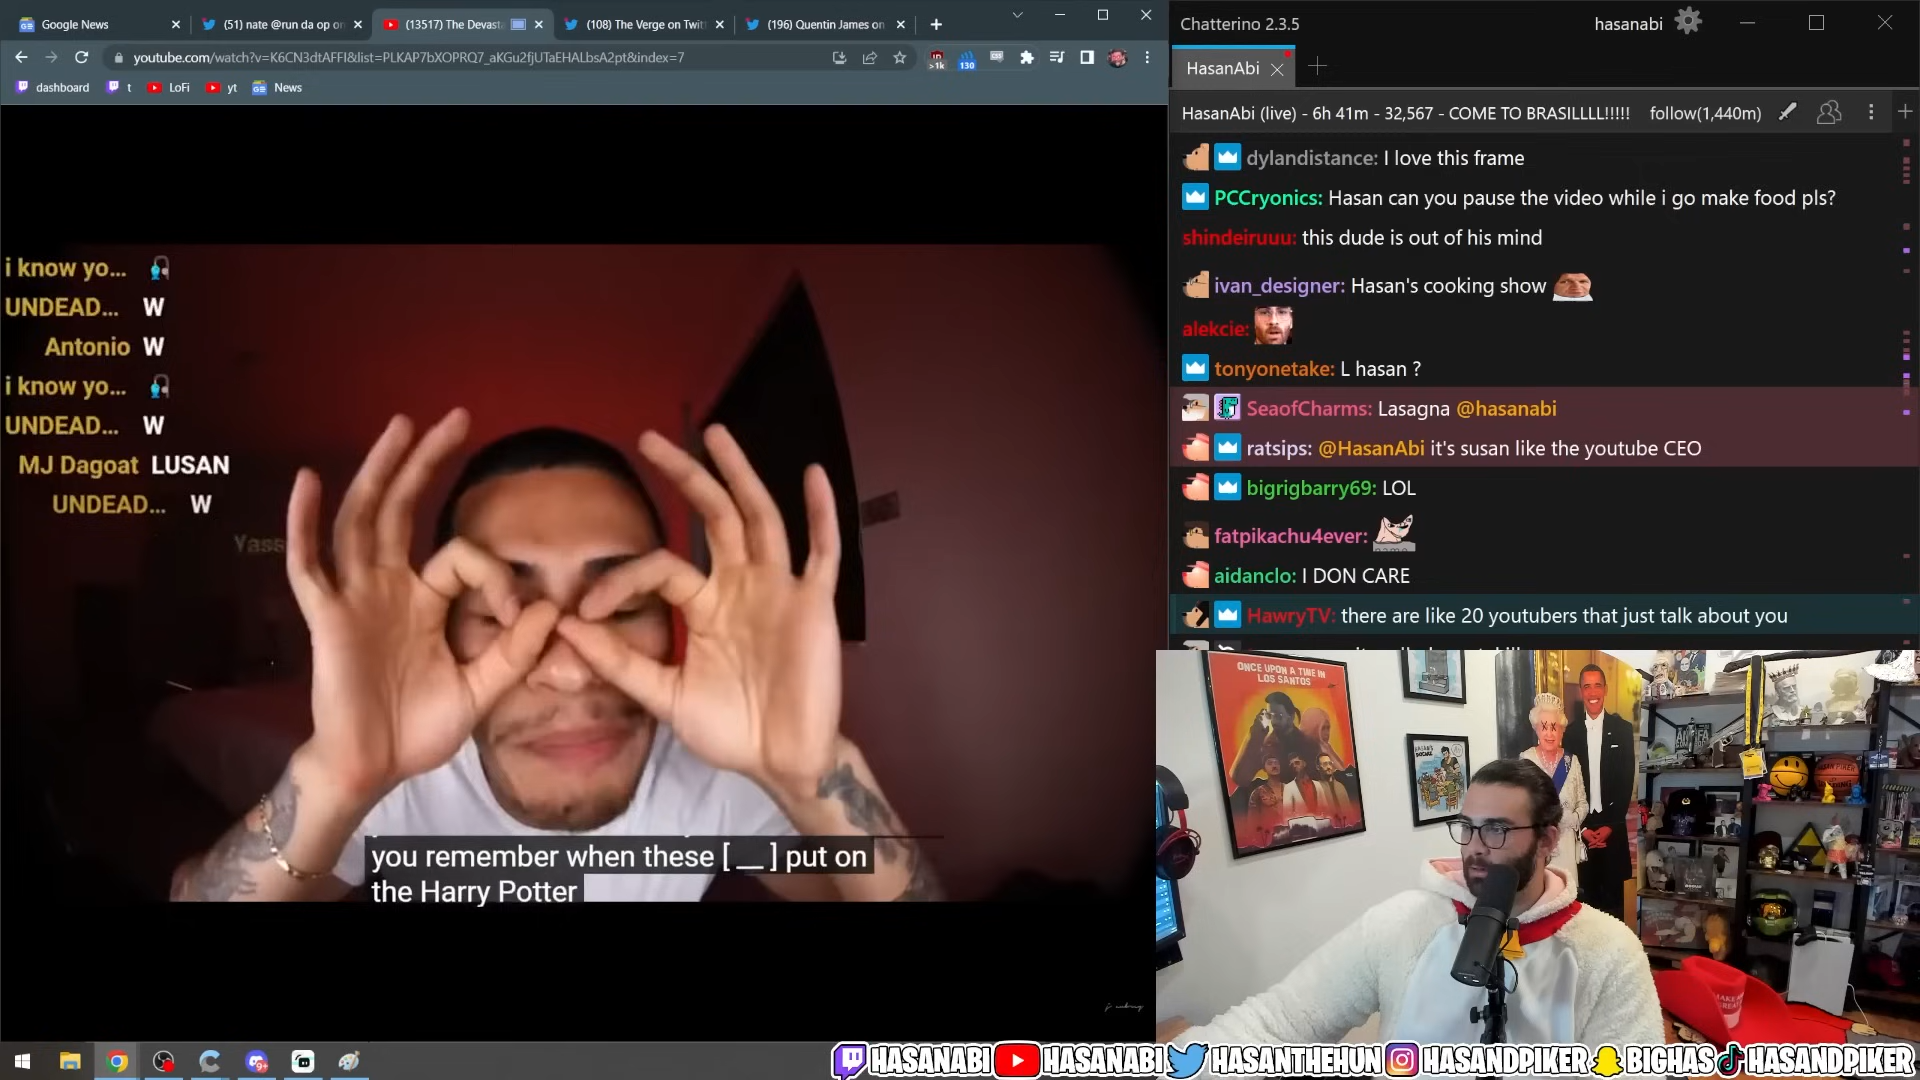 Google News
(51) nate @run da op on
(13517) The Devast
(108) The Verge on Twitt
(196) Quentin James on
youtube.com/watch?v=K6CN3dtAFFI&list=PLKAP7bXOPRQ7_aKGu2fjUTaEHALbsA2pt&index=7
>1k
130
dashboard
t
LoFi
yt
News
i know yo...
UNDEAD... W
Antonio W
i know yo...
UNDEAD... W
MJ Dagoat LUSAN
UNDEAD... W
Yass
you remember when these [ __ ] put on
the Harry Potter
Chatterino 2.3.5
hasanabi
HasanAbi
HasanAbi (live) - 6h 41m - 32,567 - COME TO BRASILLLL!!!!! follow(1,440m)
dylandistance: I love this frame
PCCryonics: Hasan can you pause the video while i go make food pls?
shindeiruuu: this dude is out of his mind
ivan_designer: Hasan's cooking show
alekcie:
tonyonetake: L hasan ?
SeaofCharms: Lasagna @hasanabi
ratsips: @HasanAbi it's susan like the youtube CEO
bigrigbarry69: LOL
fatpikachu4ever:
aidanclo: I DON CARE
HawryTV: there are like 20 youtubers that just talk about you
ONCE UPON A TIME IN
LOS SANTOS
HASANABI HASANABI HASANTHEHUN HASANDPIKER BIGHAS HASANDPIKER